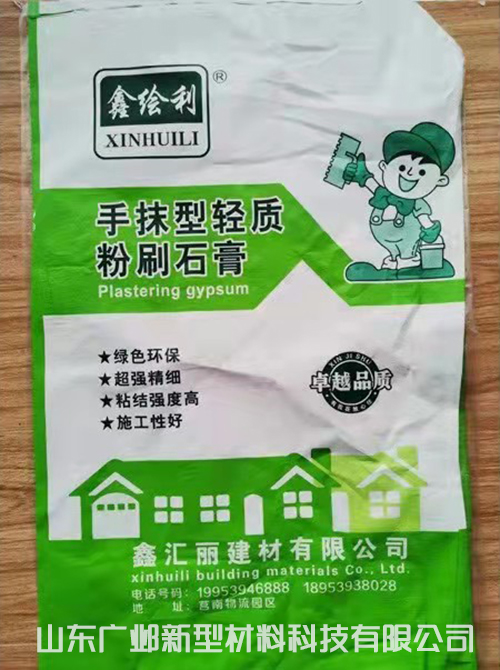 鑫绘利®
XINHUILI
手抹型轻质
粉刷石膏
Plastering gypsum
★绿色环保
★超强精细
★粘结强度高
★施工性好
XIN JI SHU
卓越品质
鑫汇丽建材有限公司
xinhuili building materials Co., Ltd.
电话号码: 19953946888 18953938028
地 址: 莒南物流园区
山东广邺新型材料科技有限公司